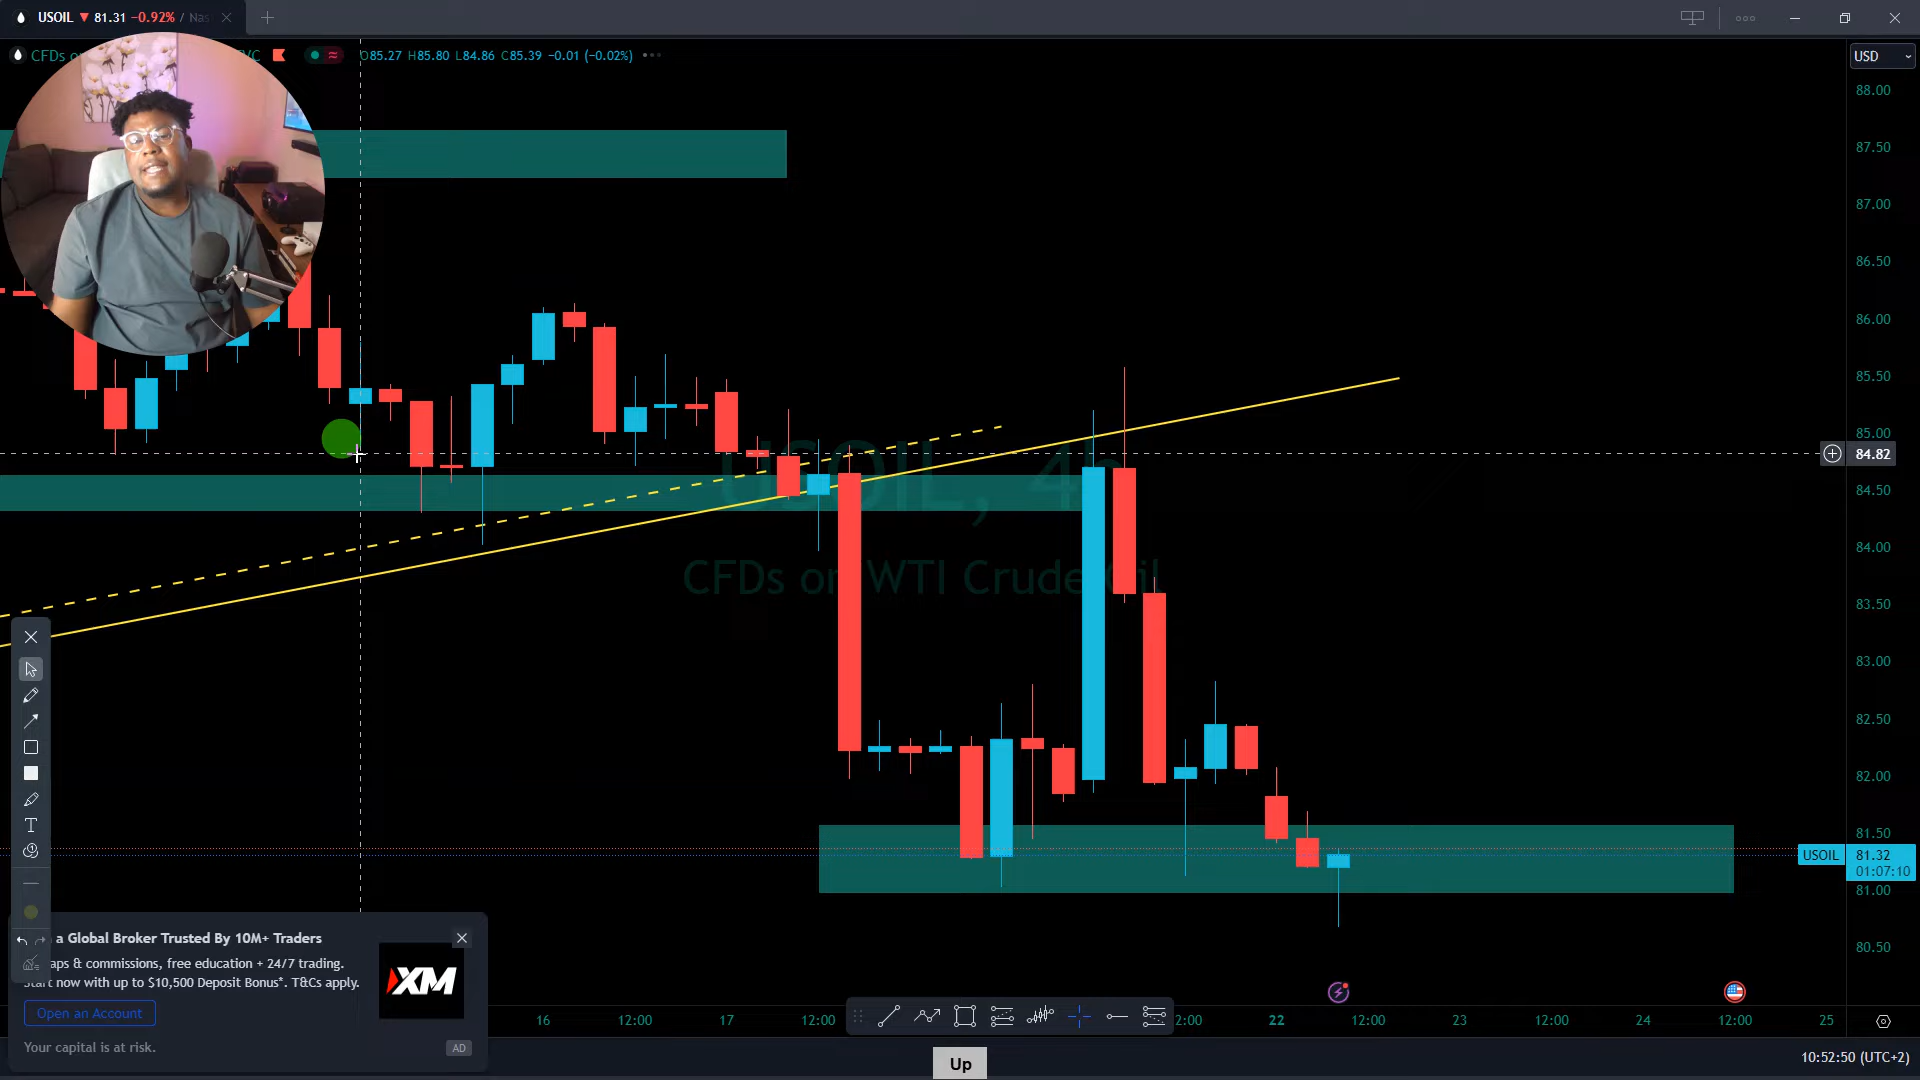 USOIL ▼ 81.31 −0.92% / Nas
CFDs o VC O85.27 H85.80 L84.86 C85.39 −0.01 (−0.02%)
USD
88.00
87.50
87.00
86.50
86.00
85.50
85.00
84.82
84.50
84.00
83.50
83.00
82.50
82.00
81.50
USOIL 81.32
01:07:10
81.00
80.50
USOIL, 4h
CFDs on WTI Crude Oil
a Global Broker Trusted By 10M+ Traders
aps & commissions, free education + 24/7 trading.
Start now with up to $10,500 Deposit Bonus*. T&Cs apply.
XM
Open an Account
Your capital is at risk.
AD
16 12:00 17 12:00 2:00 22 12:00 23 12:00 24 12:00 25
Up
10:52:50 (UTC+2)